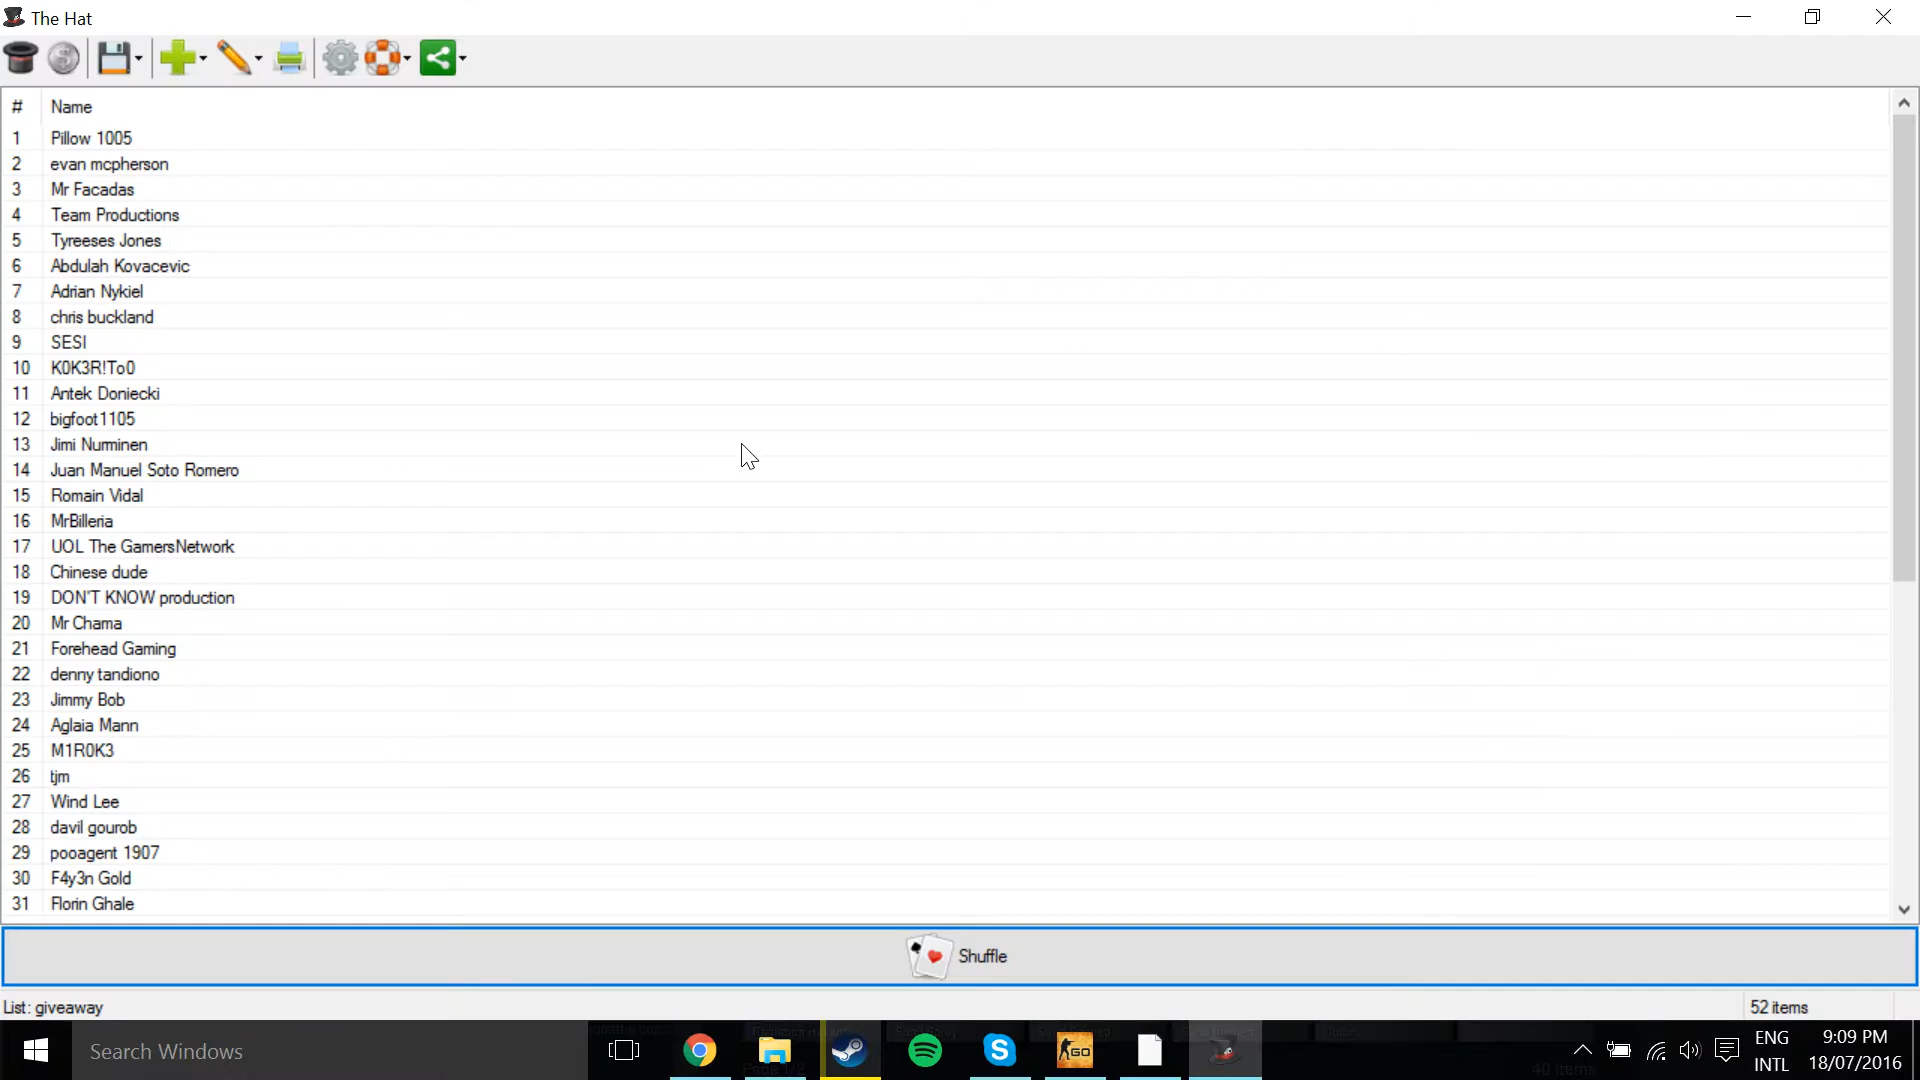 The Hat
# Name
1 Pillow 1005
2 evan mcpherson
3 Mr Facadas
4 Team Productions
5 Tyreeses Jones
6 Abdulah Kovacevic
7 Adrian Nykiel
8 chris buckland
9 SESI
10 K0K3R!To0
11 Antek Doniecki
12 bigfoot1105
13 Jimi Nurminen
14 Juan Manuel Soto Romero
15 Romain Vidal
16 MrBilleria
17 UOL The GamersNetwork
18 Chinese dude
19 DON'T KNOW production
20 Mr Chama
21 Forehead Gaming
22 denny tandiono
23 Jimmy Bob
24 Aglaia Mann
25 M1R0K3
26 tjm
27 Wind Lee
28 davil gourob
29 pooagent 1907
30 F4y3n Gold
31 Florin Ghale
Shuffle
List: giveaway 52 items
Search Windows
GO
ENG 9:09 PM
INTL 18/07/2016